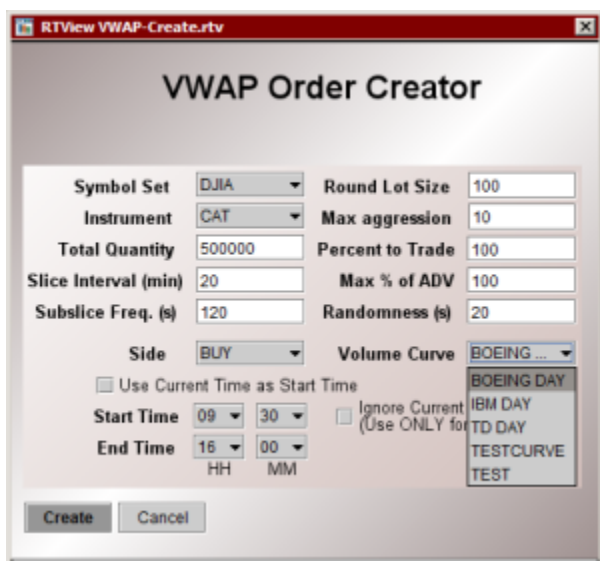 RTView VWAP-Create.rtv
VWAP Order Creator
Symbol Set DJIA Round Lot Size 100
Instrument CAT Max aggression 10
Total Quantity 500000 Percent to Trade 100
Slice Interval (min) 20 Max % of ADV 100
Subslice Freq. (s) 120 Randomness (s) 20
Side BUY Volume Curve BOEING ...
Use Current Time as Start Time BOEING DAY
Start Time 09 30 Ignore Current IBM DAY
(Use ONLY for TD DAY
End Time 16 00 TESTCURVE
HH MM TEST
Create Cancel